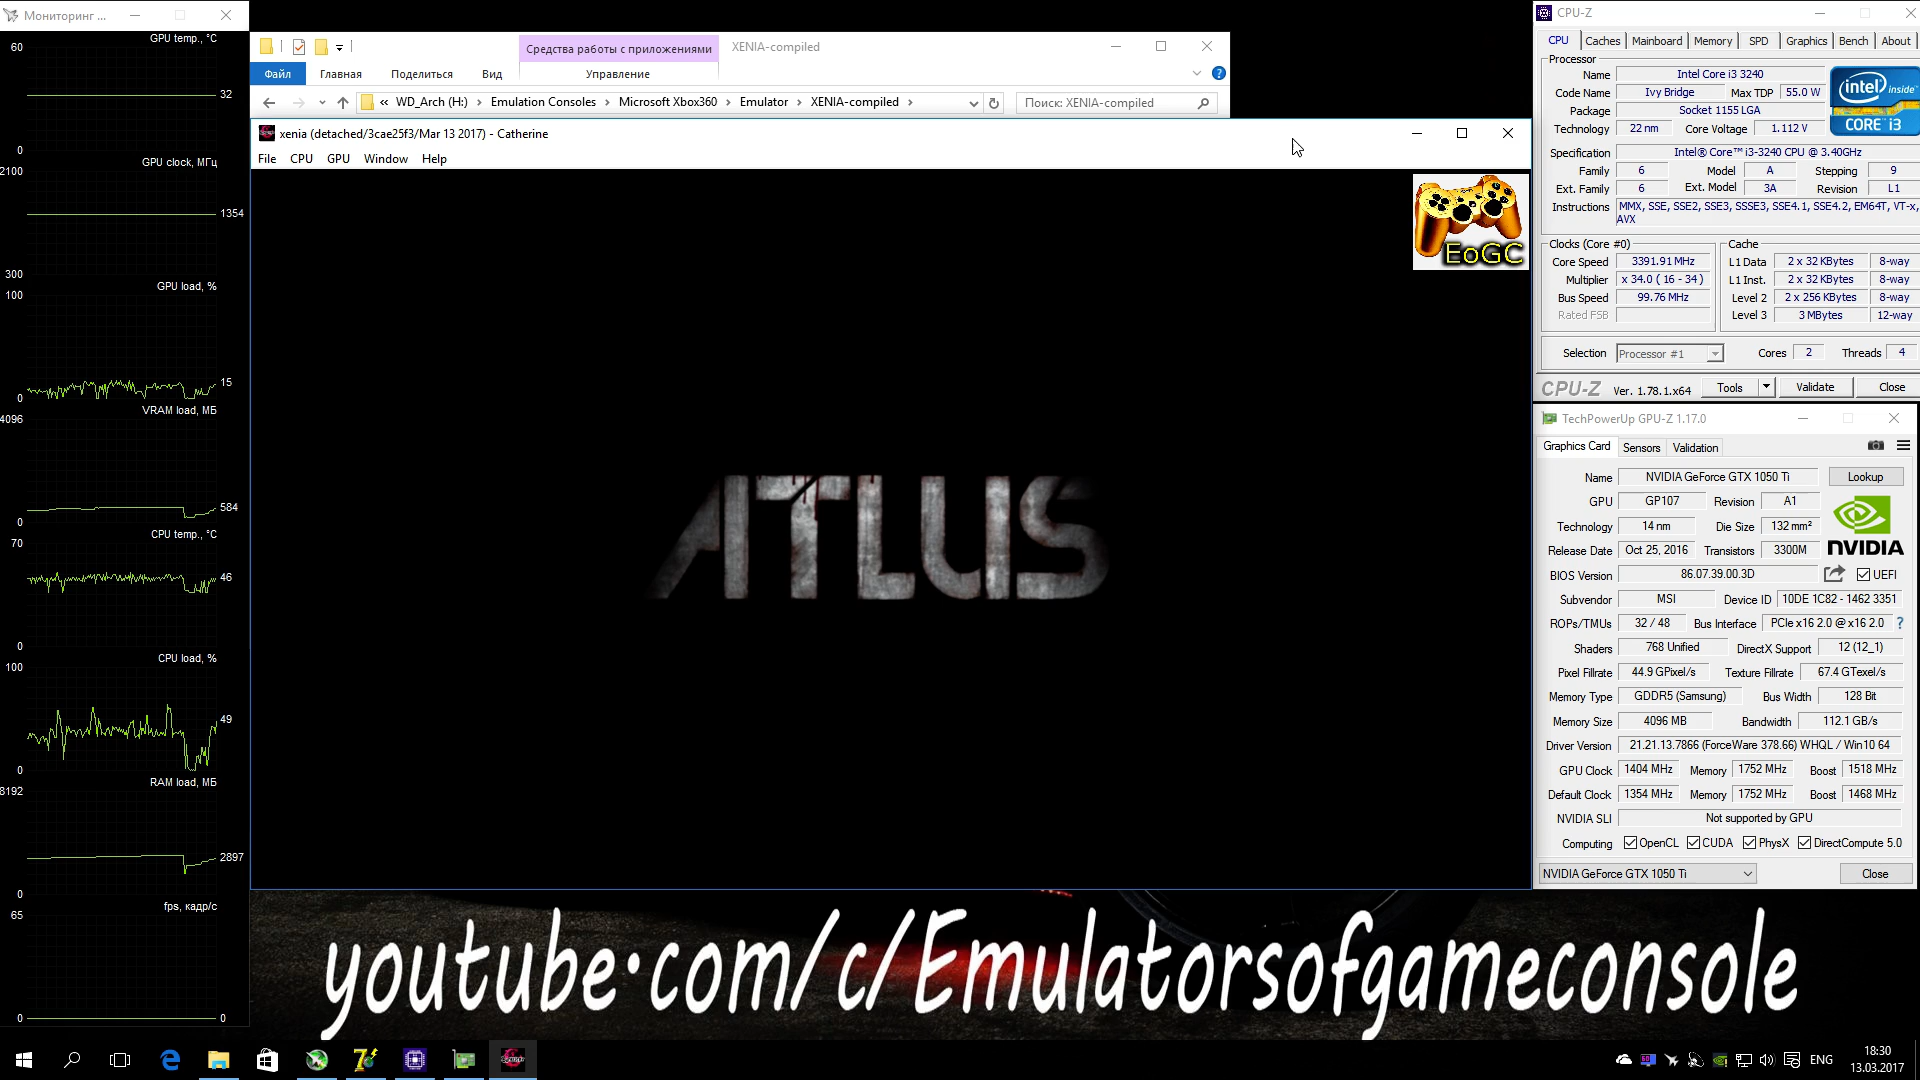 Мониторинг ...
GPU temp., °C
60
32
0
GPU clock, МГц
2100
1354
300
GPU load, %
100
15
0
VRAM load, МБ
4096
584
0
CPU temp., °C
70
46
0
CPU load, %
100
49
0
RAM load, МБ
8192
2897
0
fps, кадр/с
65
0
0
Средства работы с приложениями
XENIA-compiled
Файл
Главная
Поделиться
Вид
Управление
« WD_Arch (H:) > Emulation Consoles > Microsoft Xbox360 > Emulator > XENIA-compiled >
Поиск: XENIA-compiled
xenia (detached/3cae25f3/Mar 13 2017) - Catherine
File CPU GPU Window Help
EoGC
ATLUS
CPU-Z
CPU Caches Mainboard Memory SPD Graphics Bench About
Processor
Name Intel Core i3 3240
Code Name Ivy Bridge Max TDP 55.0 W
Package Socket 1155 LGA
Technology 22 nm Core Voltage 1.112 V
intel inside™
CORE i3
Specification Intel® Core™ i3-3240 CPU @ 3.40GHz
Family 6 Model A Stepping 9
Ext. Family 6 Ext. Model 3A Revision L1
Instructions MMX, SSE, SSE2, SSE3, SSSE3, SSE4.1, SSE4.2, EM64T, VT-x,
AVX
Clocks (Core #0)
Core Speed 3391.91 MHz
Multiplier x 34.0 ( 16 - 34 )
Bus Speed 99.76 MHz
Rated FSB
Cache
L1 Data 2 x 32 KBytes 8-way
L1 Inst. 2 x 32 KBytes 8-way
Level 2 2 x 256 KBytes 8-way
Level 3 3 MBytes 12-way
Selection Processor #1 Cores 2 Threads 4
CPU-Z Ver. 1.78.1.x64 Tools Validate Close
TechPowerUp GPU-Z 1.17.0
Graphics Card Sensors Validation
Name NVIDIA GeForce GTX 1050 Ti Lookup
GPU GP107 Revision A1
Technology 14 nm Die Size 132 mm²
Release Date Oct 25, 2016 Transistors 3300M
NVIDIA
BIOS Version 86.07.39.00.3D UEFI
Subvendor MSI Device ID 10DE 1C82 - 1462 3351
ROPs/TMUs 32 / 48 Bus Interface PCIe x16 2.0 @ x16 2.0 ?
Shaders 768 Unified DirectX Support 12 (12_1)
Pixel Fillrate 44.9 GPixel/s Texture Fillrate 67.4 GTexel/s
Memory Type GDDR5 (Samsung) Bus Width 128 Bit
Memory Size 4096 MB Bandwidth 112.1 GB/s
Driver Version 21.21.13.7866 (ForceWare 378.66) WHQL / Win10 64
GPU Clock 1404 MHz Memory 1752 MHz Boost 1518 MHz
Default Clock 1354 MHz Memory 1752 MHz Boost 1468 MHz
NVIDIA SLI Not supported by GPU
Computing OpenCL CUDA PhysX DirectCompute 5.0
NVIDIA GeForce GTX 1050 Ti Close
youtube.com/c/Emulatorsofgameconsole
ENG
18:30
13.03.2017